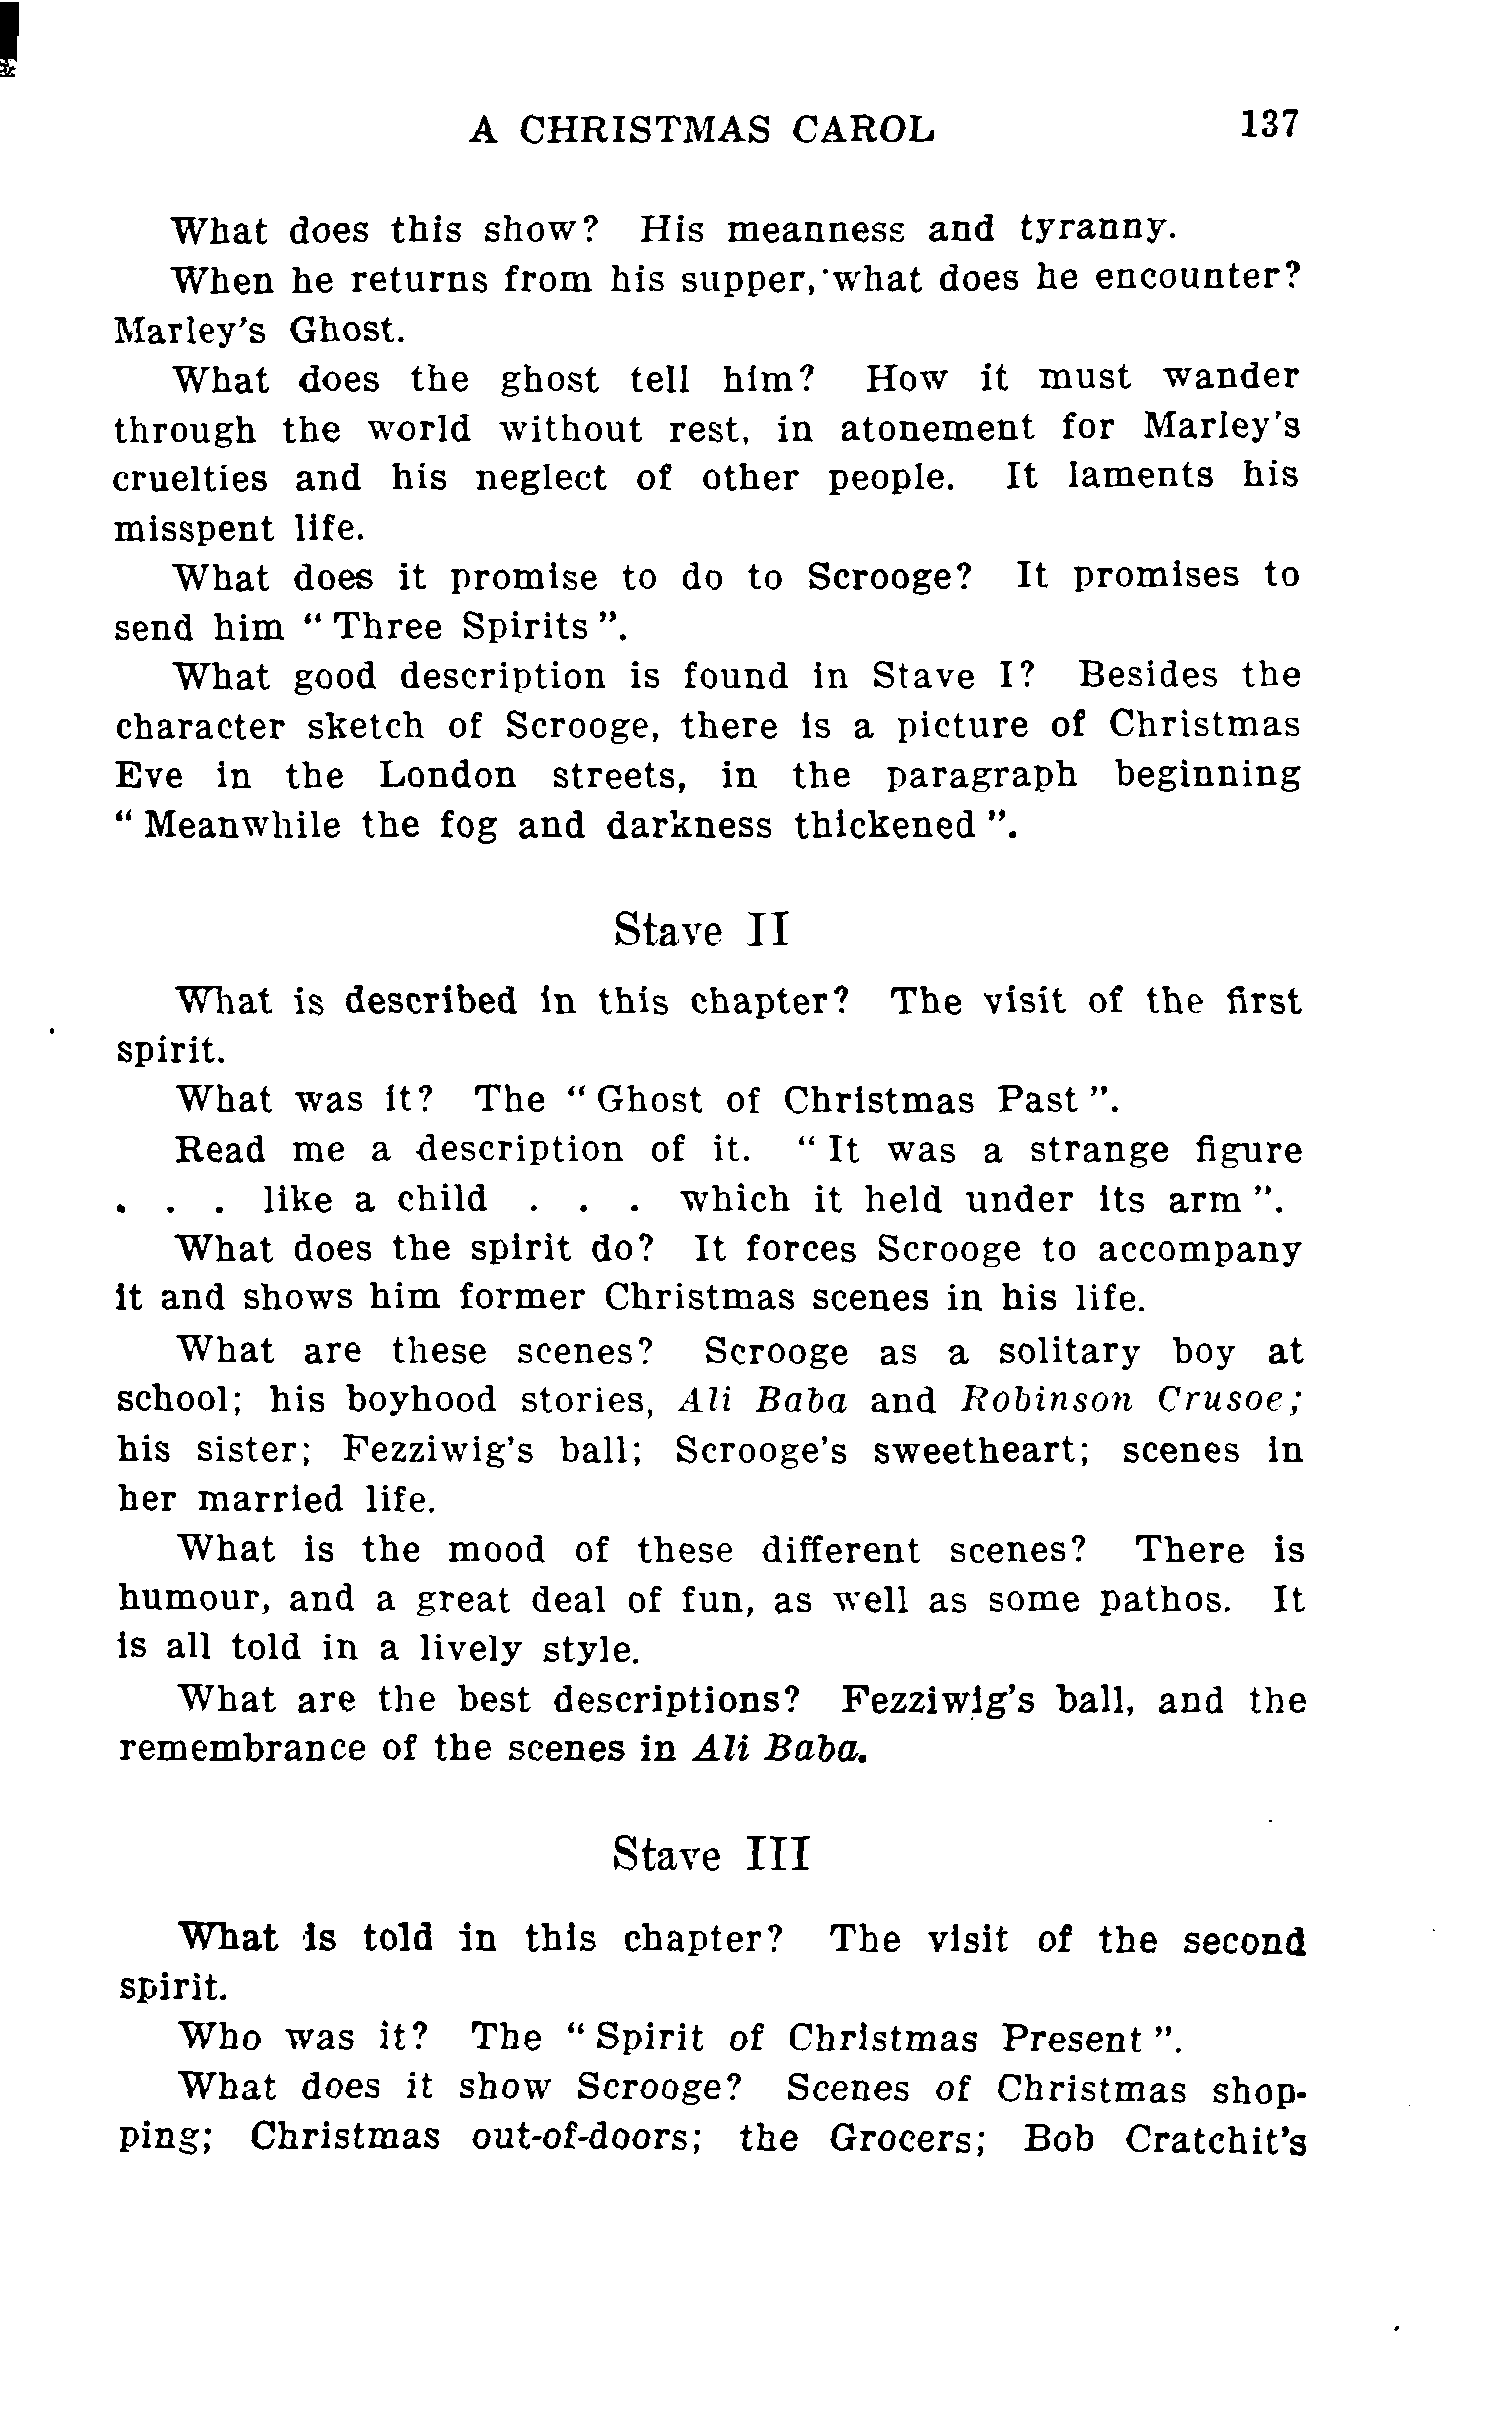 A CHRISTMAS CAROL 137
What does this show? His meanness and tyranny.
When he returns from his supper, what does he encounter?
Marley's Ghost.
What does the ghost tell him? How it must wander
through the world without rest, in atonement for Marley's
cruelties and his neglect of other people. It laments his
misspent life.
What does it promise to do to Scrooge? It promises to
send him “ Three Spirits ”.
What good description is found in Stave I? Besides the
character sketch of Scrooge, there is a picture of Christmas
Eve in the London streets, in the paragraph beginning
“ Meanwhile the fog and darkness thickened ”.
Stave II
What is described in this chapter? The visit of the first
spirit.
What was it? The “ Ghost of Christmas Past ”.
Read me a description of it. “ It was a strange figure
. . . like a child . . . which it held under its arm ”.
What does the spirit do? It forces Scrooge to accompany
it and shows him former Christmas scenes in his life.
What are these scenes? Scrooge as a solitary boy at
school; his boyhood stories, Ali Baba and Robinson Crusoe;
his sister; Fezziwig's ball; Scrooge's sweetheart; scenes in
her married life.
What is the mood of these different scenes? There is
humour, and a great deal of fun, as well as some pathos. It
is all told in a lively style.
What are the best descriptions? Fezziwig's ball, and the
remembrance of the scenes in Ali Baba.
Stave III
What is told in this chapter? The visit of the second
spirit.
Who was it? The “ Spirit of Christmas Present ”.
What does it show Scrooge? Scenes of Christmas shop-
ping; Christmas out-of-doors; the Grocers; Bob Cratchit's